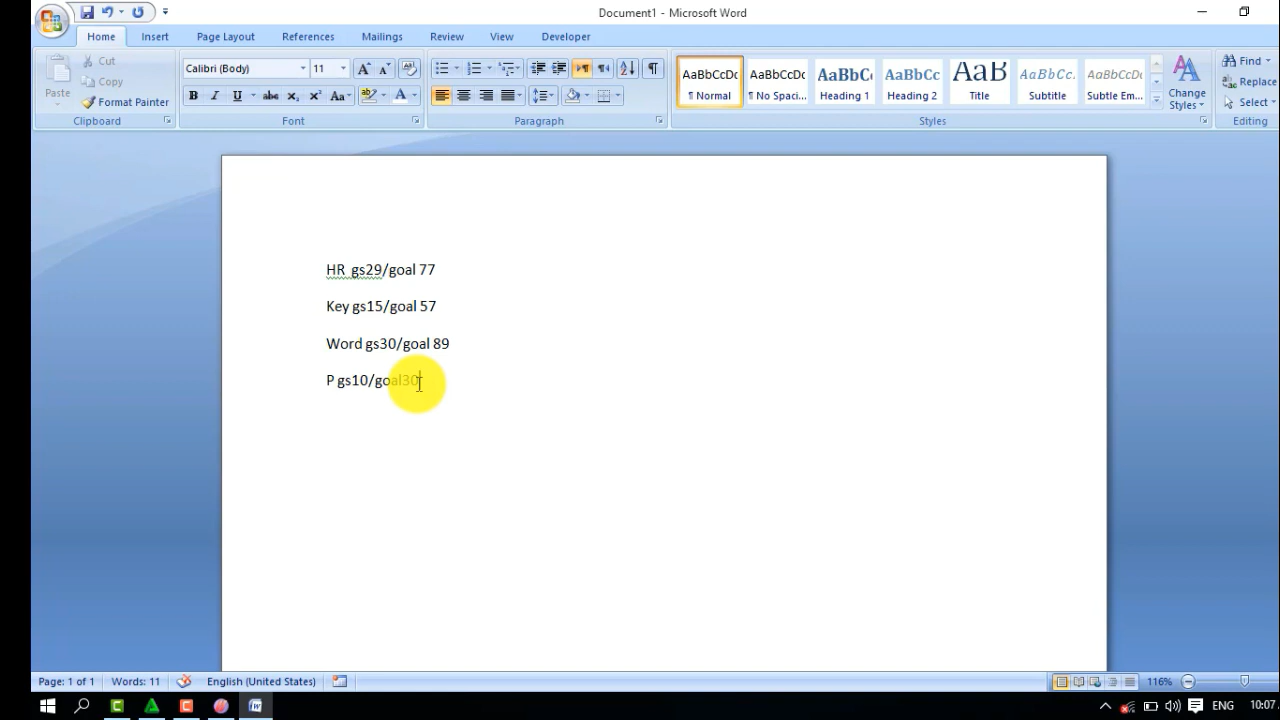 Document1 - Microsoft Word
Home Insert Page Layout References Mailings Review View Developer
Paste
Cut
Copy
Format Painter
Clipboard
Calibri (Body) 11
Font
Paragraph
AaBbCcDc AaBbCcDc AaBbC AaBbCc AaB AaBbCc. AaBbCcDc
¶ Normal ¶ No Spaci... Heading 1 Heading 2 Title Subtitle Subtle Em...
Change Styles
Styles
Find
Replace
Select
Editing
HR gs29/goal 77
Key gs15/goal 57
Word gs30/goal 89
P gs10/goal30
Page: 1 of 1 Words: 11 English (United States) 116%
ENG 10:07